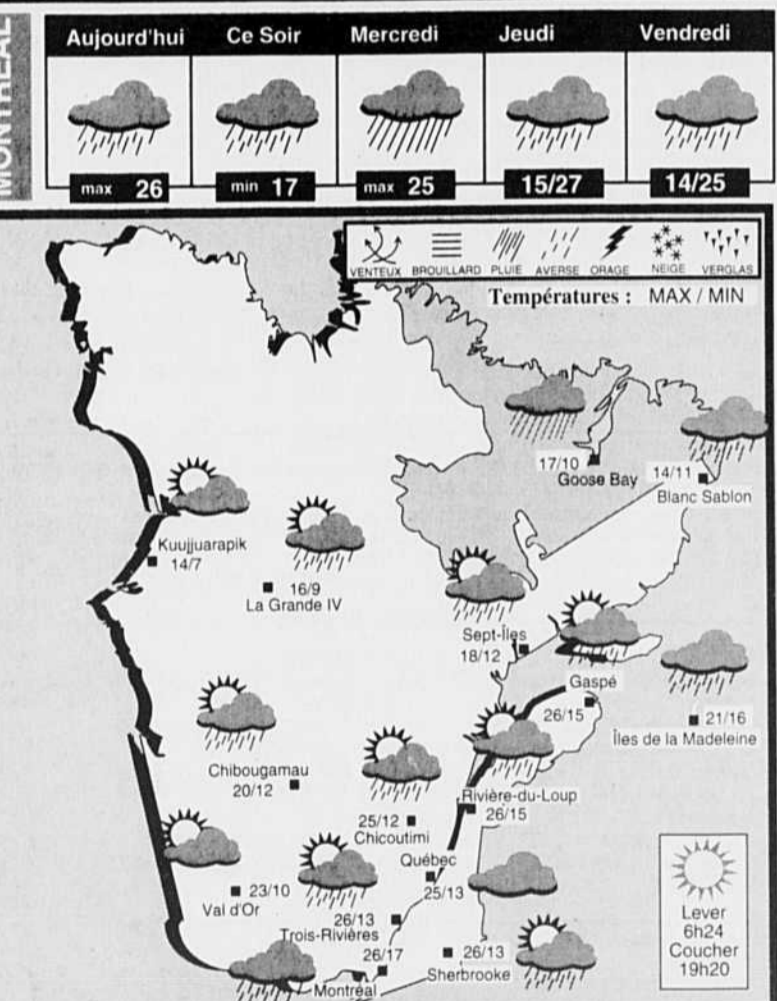 MONTRÉAL
Aujourd'hui Ce Soir Mercredi Jeudi Vendredi
max 26 min 17 max 25 15/27 14/25
VENTEUX BROUILLARD PLUIE AVERSE ORAGE NEIGE VERGLAS
Températures : MAX / MIN
17/10
Goose Bay
14/11
Blanc Sablon
Kuujjuarapik
14/7
16/9
La Grande IV
Sept-Îles
18/12
Gaspé
26/15
21/16
Îles de la Madeleine
Chibougamau
20/12
25/12
Chicoutimi
Rivière-du-Loup
26/15
Québec
25/13
23/10
Val d'Or
26/13
Trois-Rivières
26/17
Montréal
26/13
Sherbrooke
Lever
6h24
Coucher
19h20